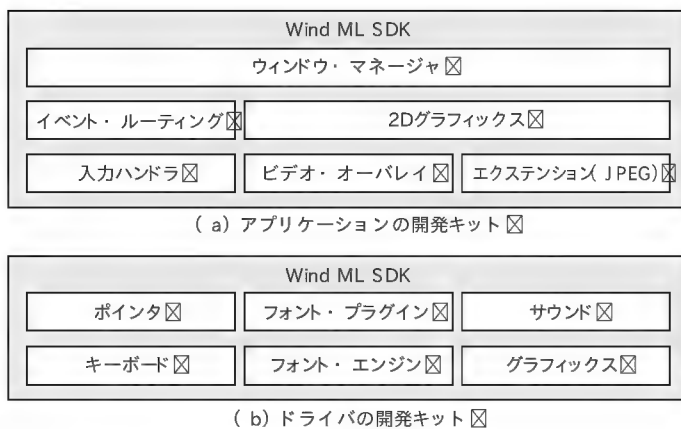 Wind ML SDK
ウィンドウ・マネージャ☒
イベント・ルーティング☒
2Dグラフィックス☒
入力ハンドラ☒
ビデオ・オーバレイ☒
エクステンション(JPEG)☒
(a)アプリケーションの開発キット☒
Wind ML SDK
ポインタ☒
フォント・プラグイン☒
サウンド☒
キーボード☒
フォント・エンジン☒
グラフィックス☒
(b)ドライバの開発キット☒